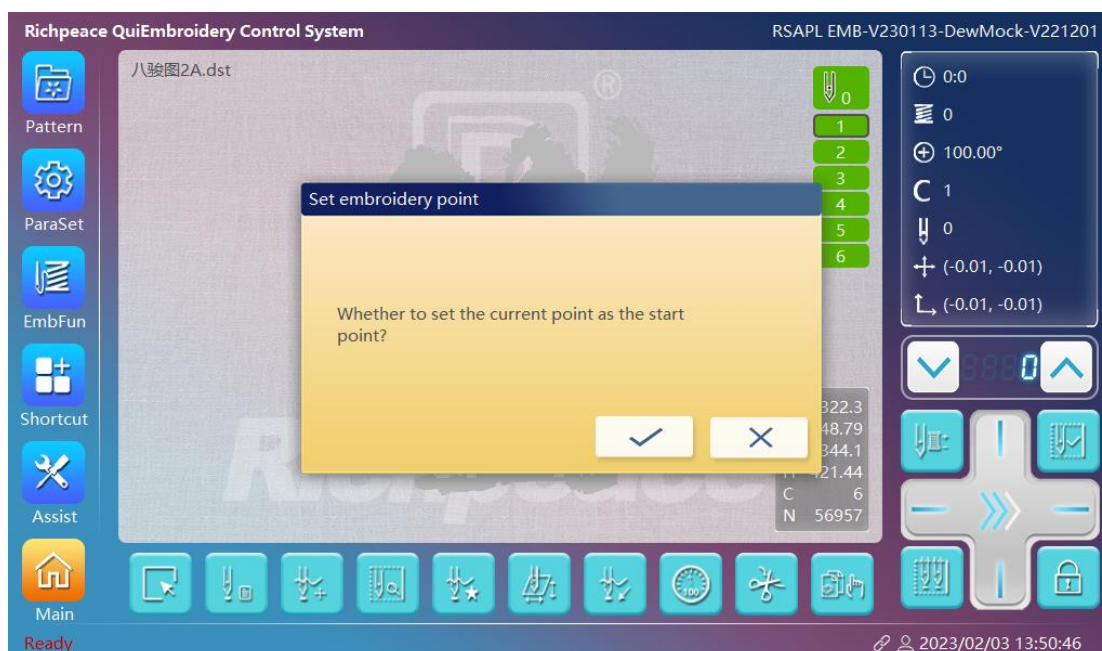 Richpeace QuiEmbroidery Control System
RSAPL EMB-V230113-DewMock-V221201
八骏图2A.dst
Pattern
ParaSet
EmbFun
Shortcut
Assist
Main
0
1
2
3
4
5
6
0:0
0
100.00°
C 1
0
(-0.01, -0.01)
(-0.01, -0.01)
0
Set embroidery point
Whether to set the current point as the start
point?
322.3
48.79
344.1
421.44
C 6
N 56957
100
Richpeace
Ready
2023/02/03 13:50:46